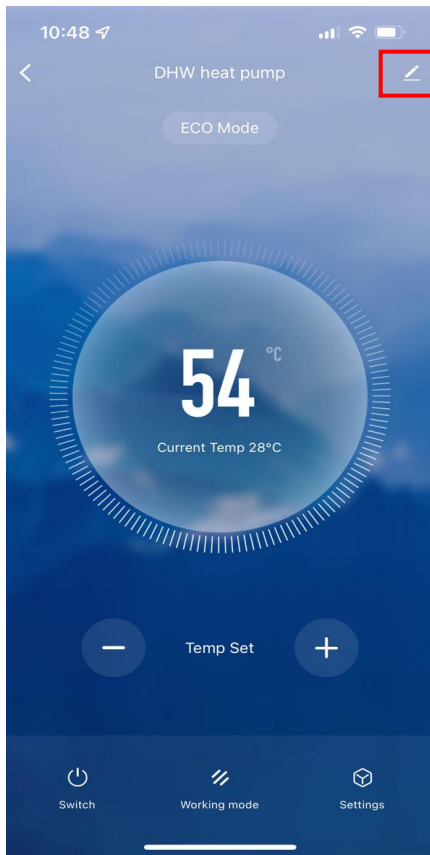 10:48
DHW heat pump
ECO Mode
54 °C
Current Temp 28°C
Temp Set
Switch
Working mode
Settings